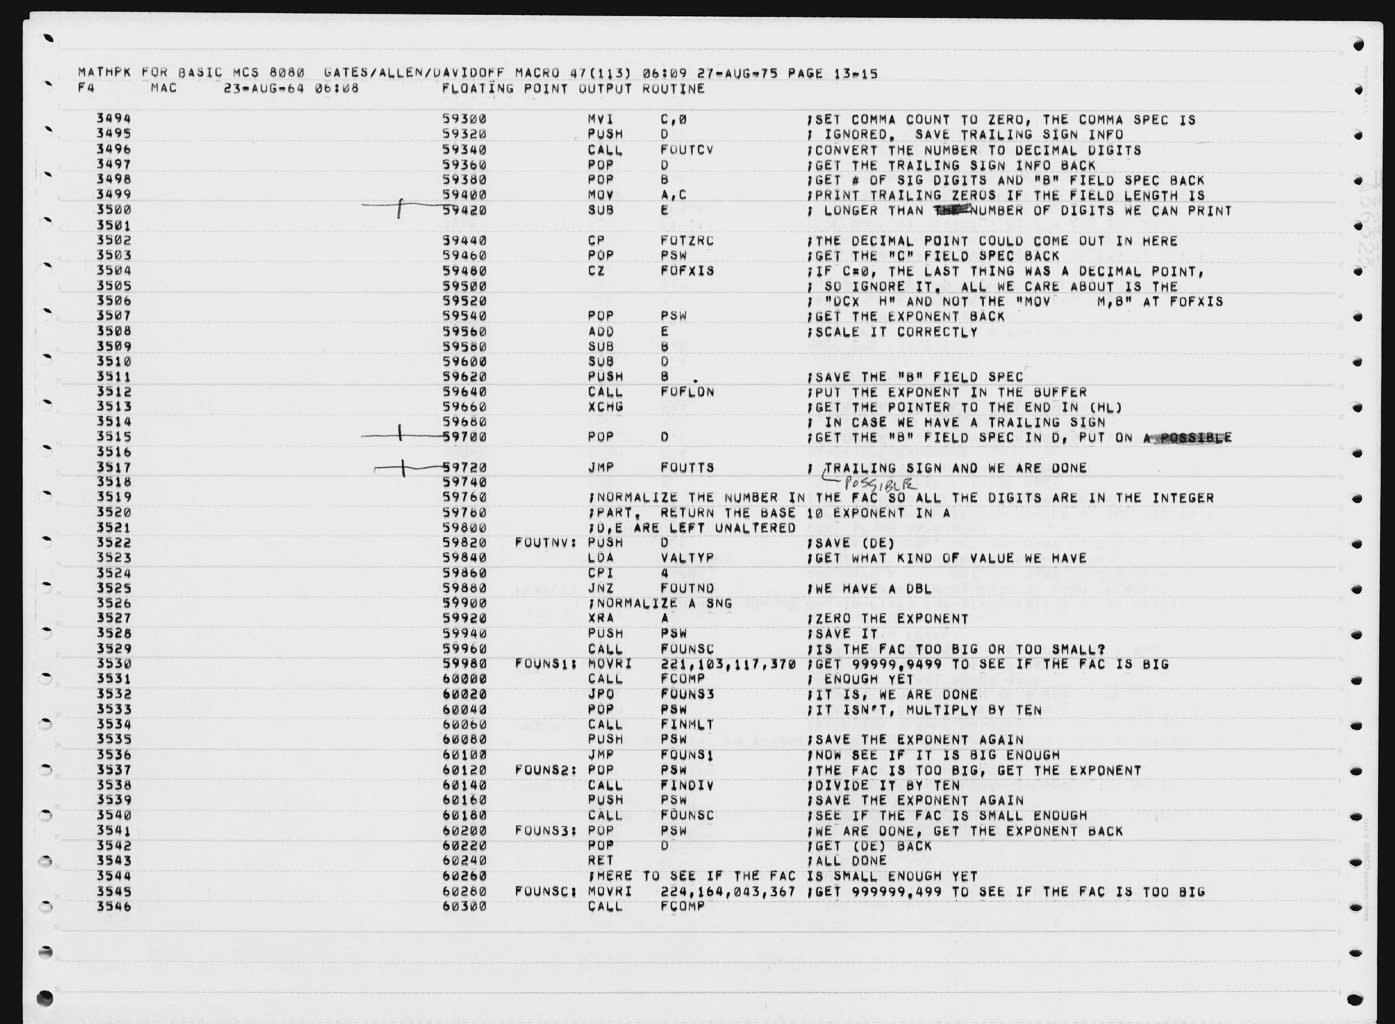 MATHPK FOR BASIC MCS 8080  GATES/ALLEN/DAVIDOFF MACRO 47(113) 06:09 27-AUG-75 PAGE 13-15
F4      MAC     23-AUG-64 06:08         FLOATING POINT OUTPUT ROUTINE
3494 59300 MVI C,0 ;SET COMMA COUNT TO ZERO, THE COMMA SPEC IS
3495 59320 PUSH D ; IGNORED.  SAVE TRAILING SIGN INFO
3496 59340 CALL FOUTCV ;CONVERT THE NUMBER TO DECIMAL DIGITS
3497 59360 POP D ;GET THE TRAILING SIGN INFO BACK
3498 59380 POP B ;GET # OF SIG DIGITS AND "B" FIELD SPEC BACK
3499 59400 MOV A,C ;PRINT TRAILING ZEROS IF THE FIELD LENGTH IS
3500 59420 SUB E ; LONGER THAN THE NUMBER OF DIGITS WE CAN PRINT
3501
3502 59440 CP FOTZRC ;THE DECIMAL POINT COULD COME OUT IN HERE
3503 59460 POP PSW ;GET THE "C" FIELD SPEC BACK
3504 59480 CZ FOFXIS ;IF C=0, THE LAST THING WAS A DECIMAL POINT,
3505 59500 ; SO IGNORE IT.  ALL WE CARE ABOUT IS THE
3506 59520 ; "DCX  H" AND NOT THE "MOV     M,B" AT FOFXIS
3507 59540 POP PSW ;GET THE EXPONENT BACK
3508 59560 ADD E ;SCALE IT CORRECTLY
3509 59580 SUB B
3510 59600 SUB D
3511 59620 PUSH B ;SAVE THE "B" FIELD SPEC
3512 59640 CALL FOFLDN ;PUT THE EXPONENT IN THE BUFFER
3513 59660 XCHG ;GET THE POINTER TO THE END IN (HL)
3514 59680 ; IN CASE WE HAVE A TRAILING SIGN
3515 59700 POP D ;GET THE "B" FIELD SPEC IN D, PUT ON A POSSIBLE
3516
3517 59720 JMP FOUTTS ; TRAILING SIGN AND WE ARE DONE
3518 59740 POSSIBLE
3519 59760 ;NORMALIZE THE NUMBER IN THE FAC SO ALL THE DIGITS ARE IN THE INTEGER
3520 59780 ;PART.  RETURN THE BASE 10 EXPONENT IN A
3521 59800 ;D,E ARE LEFT UNALTERED
3522 59820 FOUTNV: PUSH D ;SAVE (DE)
3523 59840 LDA VALTYP ;GET WHAT KIND OF VALUE WE HAVE
3524 59860 CPI 4
3525 59880 JNZ FOUTND ;WE HAVE A DBL
3526 59900 ;NORMALIZE A SNG
3527 59920 XRA A ;ZERO THE EXPONENT
3528 59940 PUSH PSW ;SAVE IT
3529 59960 CALL FOUNSC ;IS THE FAC TOO BIG OR TOO SMALL?
3530 59980 FOUNS1: MOVRI 221,103,117,370 ;GET 99999.9499 TO SEE IF THE FAC IS BIG
3531 60000 CALL FCOMP ; ENOUGH YET
3532 60020 JPO FOUNS3 ;IT IS, WE ARE DONE
3533 60040 POP PSW ;IT ISN'T, MULTIPLY BY TEN
3534 60060 CALL FINMLT
3535 60080 PUSH PSW ;SAVE THE EXPONENT AGAIN
3536 60100 JMP FOUNS1 ;NOW SEE IF IT IS BIG ENOUGH
3537 60120 FOUNS2: POP PSW ;THE FAC IS TOO BIG, GET THE EXPONENT
3538 60140 CALL FINDIV ;DIVIDE IT BY TEN
3539 60160 PUSH PSW ;SAVE THE EXPONENT AGAIN
3540 60180 CALL FOUNSC ;SEE IF THE FAC IS SMALL ENOUGH
3541 60200 FOUNS3: POP PSW ;WE ARE DONE, GET THE EXPONENT BACK
3542 60220 POP D ;GET (DE) BACK
3543 60240 RET ;ALL DONE
3544 60260 ;HERE TO SEE IF THE FAC IS SMALL ENOUGH YET
3545 60280 FOUNSC: MOVRI 224,164,043,367 ;GET 999999.499 TO SEE IF THE FAC IS TOO BIG
3546 60300 CALL FCOMP